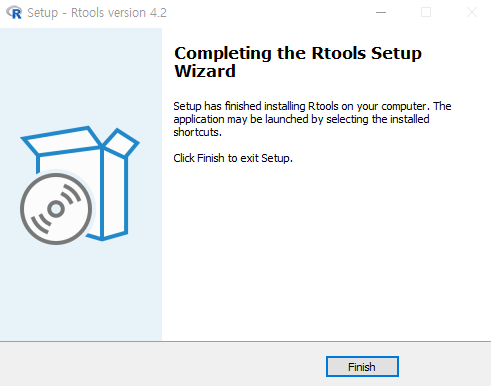 Setup - Rtools version 4.2
Completing the Rtools Setup
Wizard
Setup has finished installing Rtools on your computer. The
application may be launched by selecting the installed
shortcuts.
Click Finish to exit Setup.
Finish